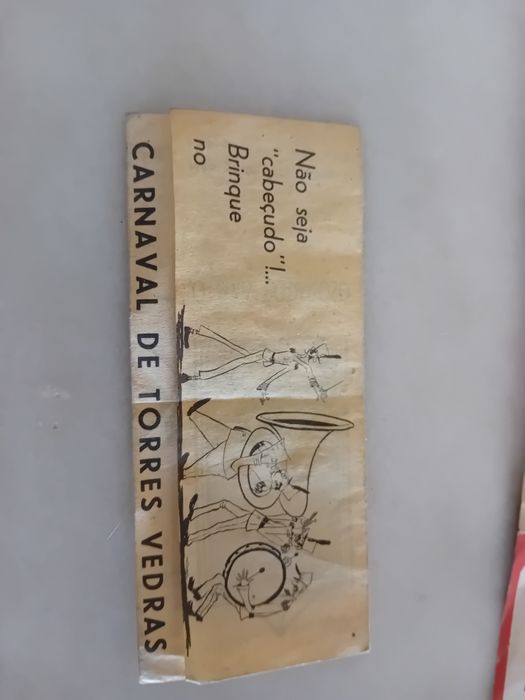 Não seja
"cabeçudo"!...
Brinque
no
CARNAVAL DE TORRES VEDRAS